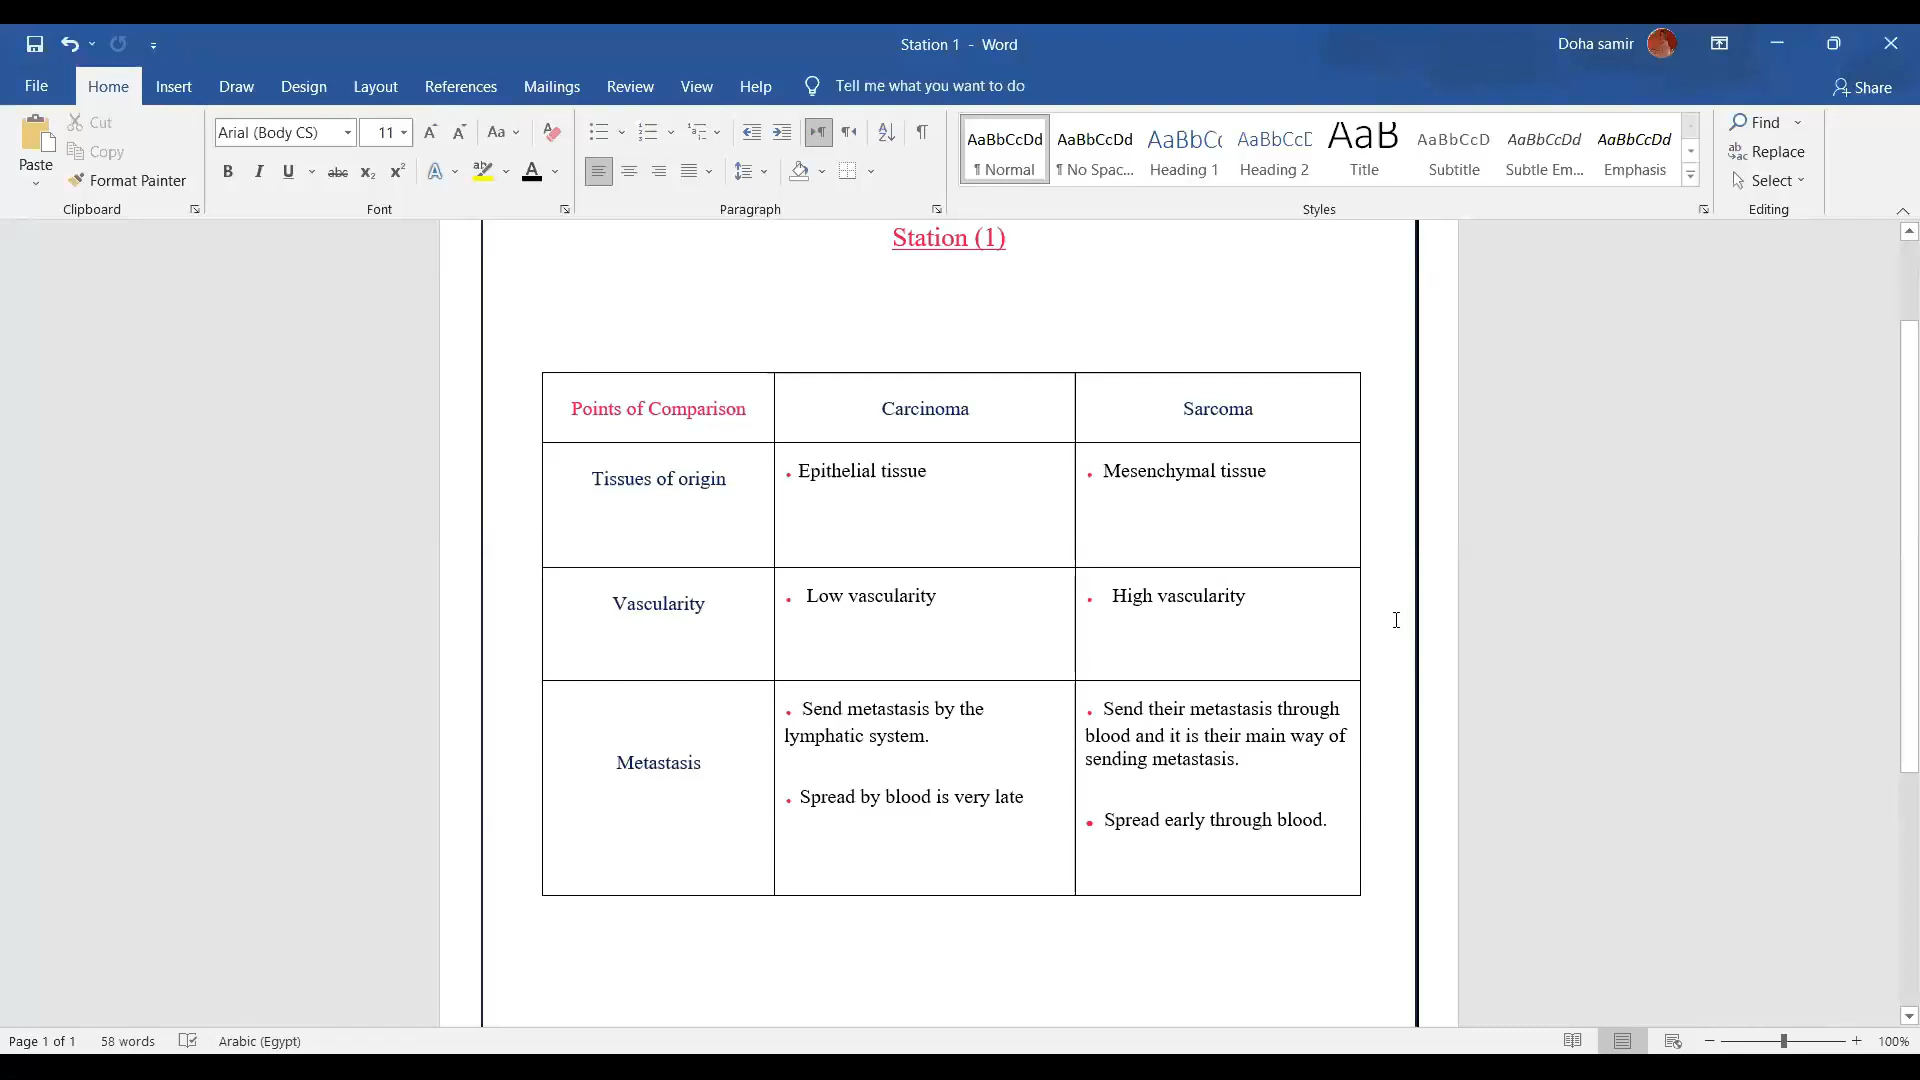 Station 1 - Word
Doha samir
File Home Insert Draw Design Layout References Mailings Review View Help Tell me what you want to do Share
Paste
Cut
Copy
Format Painter
Clipboard
Arial (Body CS) 11
Font
Paragraph
AaBbCcDd AaBbCcDd AaBbCc AaBbCcD AaB AaBbCcD AaBbCcDd AaBbCcDd
¶ Normal ¶ No Spac... Heading 1 Heading 2 Title Subtitle Subtle Em... Emphasis
Styles
Find
Replace
Select
Editing
Station (1)
Points of Comparison Carcinoma Sarcoma
Tissues of origin
. Epithelial tissue
. Mesenchymal tissue
Vascularity
. Low vascularity
. High vascularity
Metastasis
. Send metastasis by the
lymphatic system.
. Spread by blood is very late
. Send their metastasis through
blood and it is their main way of
sending metastasis.
• Spread early through blood.
Page 1 of 1 58 words Arabic (Egypt) 100%